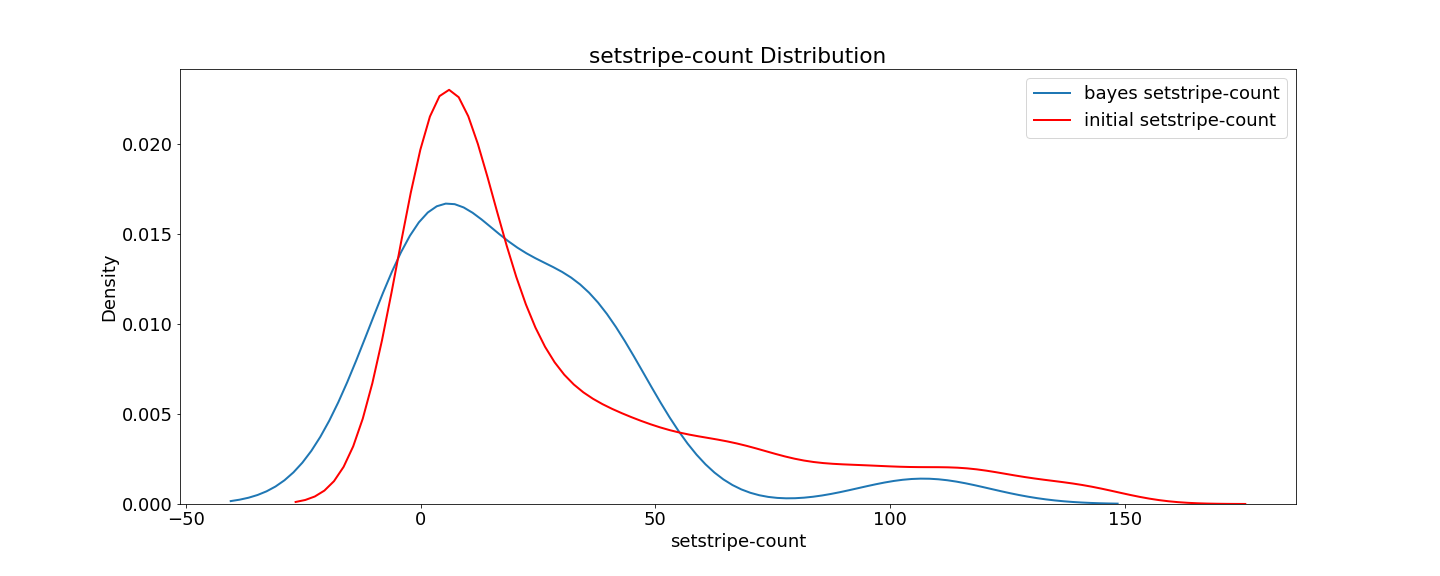 setstripe-count Distribution
bayes setstripe-count
initial setstripe-count
Density
0.020
0.015
0.010
0.005
0.000
−50
0
50
100
150
setstripe-count